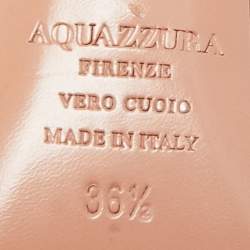 AQUAZZURA
FIRENZE
VERO CUOIO
MADE IN ITALY
36½